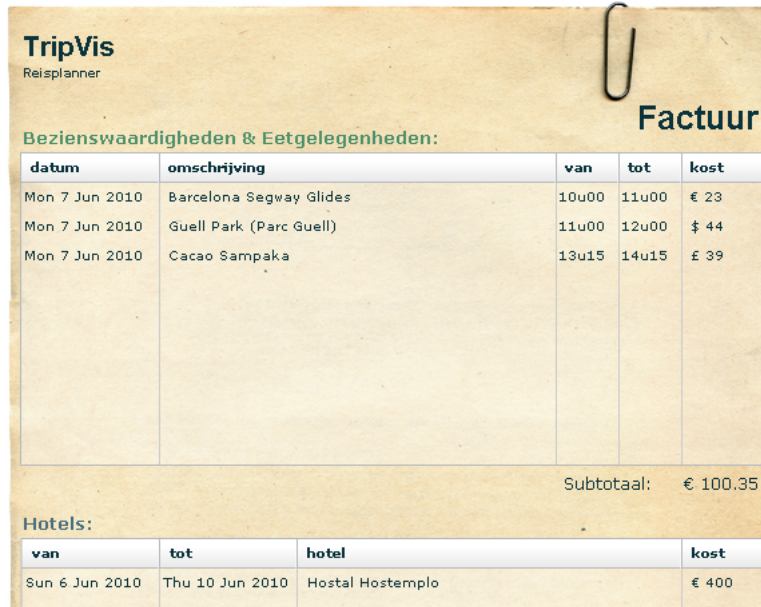 TripVis
Reisplanner
Factuur
Bezienswaardigheden & Eetgelegenheden:
datum omschrijving van tot kost
Mon 7 Jun 2010 Barcelona Segway Glides 10u00 11u00 € 23
Mon 7 Jun 2010 Guell Park (Parc Guell) 11u00 12u00 $ 44
Mon 7 Jun 2010 Cacao Sampaka 13u15 14u15 £ 39
Subtotaal: € 100.35
Hotels:
van tot hotel kost
Sun 6 Jun 2010 Thu 10 Jun 2010 Hostal Hostemplo € 400